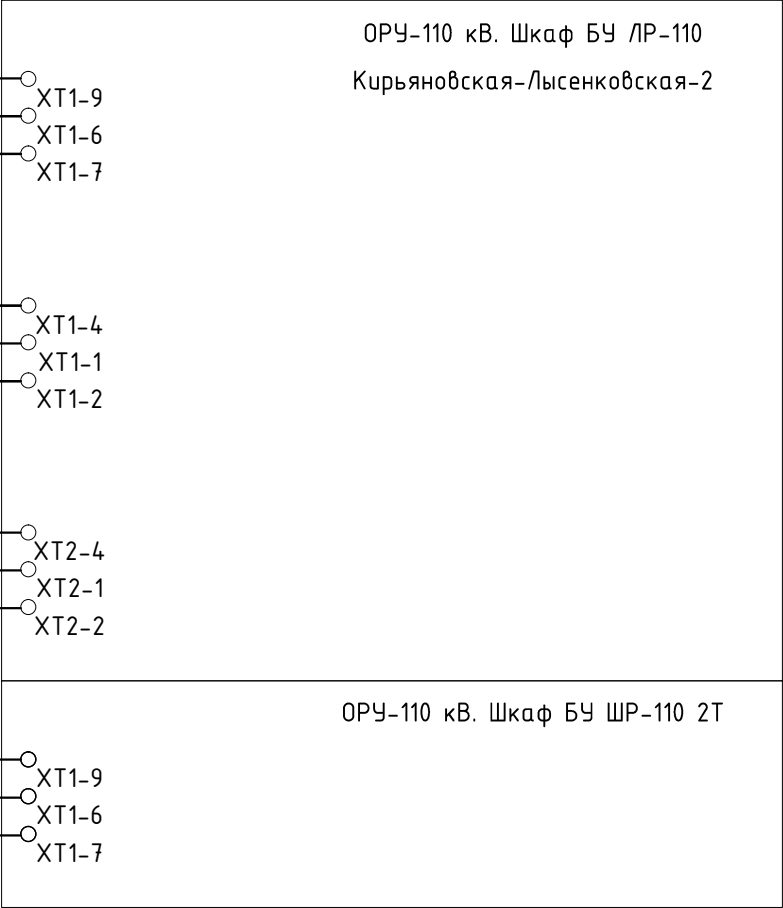 ОРУ-110 кВ. Шкаф БУ ЛР-110
Кирьяновская-Лысенковская-2
XT1-9
XT1-6
XT1-7
XT1-4
XT1-1
XT1-2
XT2-4
XT2-1
XT2-2
ОРУ-110 кВ. Шкаф БУ ШР-110 2Т
XT1-9
XT1-6
XT1-7